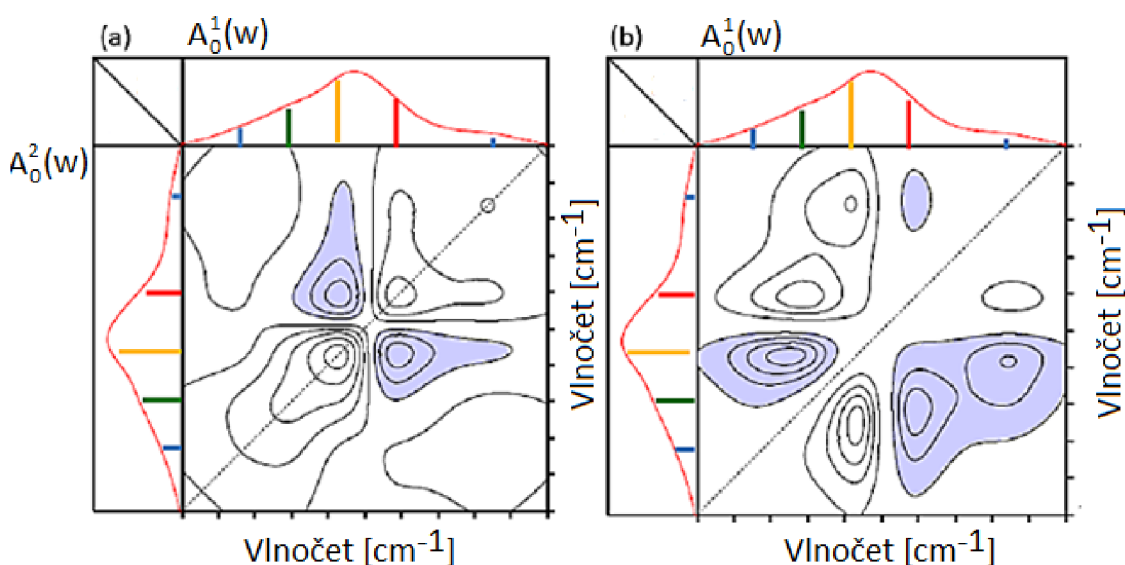 (a) A₀¹(w)
A₀²(w)
Vlnočet [cm⁻¹]
Vlnočet [cm⁻¹]
(b) A₀¹(w)
Vlnočet [cm⁻¹]
Vlnočet [cm⁻¹]